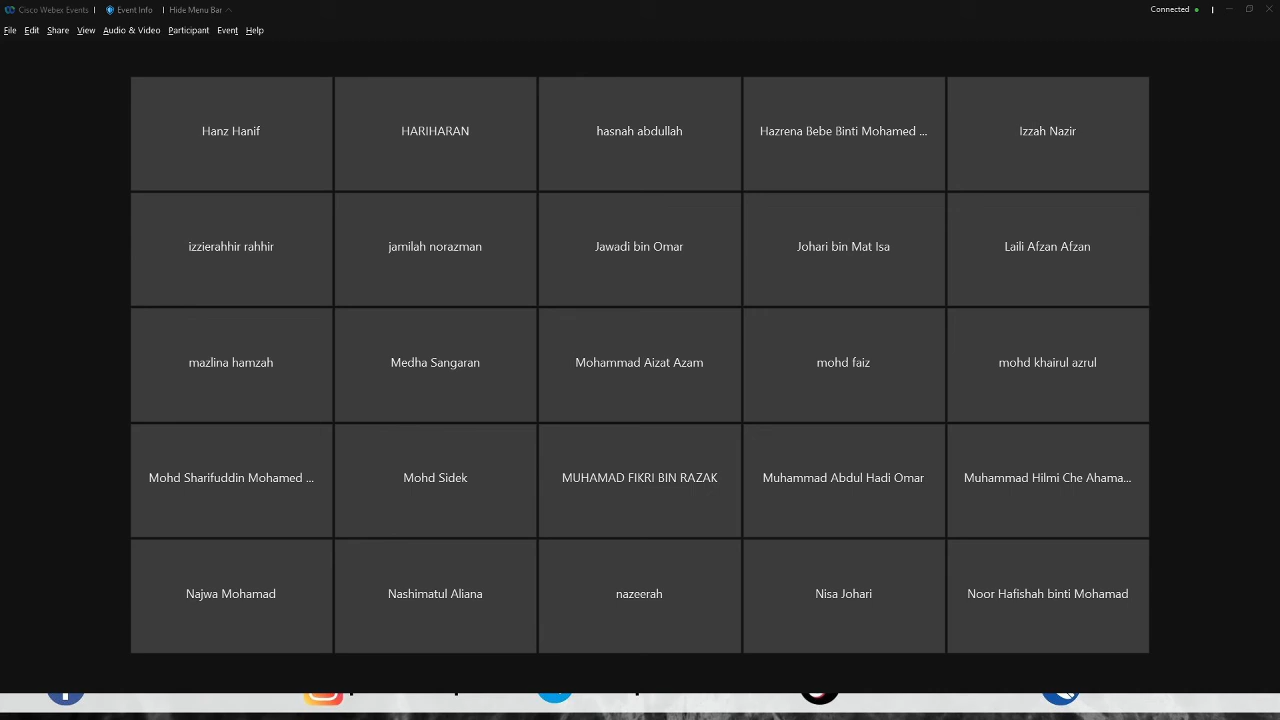 Cisco Webex Events | Event Info | Hide Menu Bar Connected |
File Edit Share View Audio & Video Participant Event Help
Hanz Hanif HARIHARAN hasnah abdullah Hazrena Bebe Binti Mohamed ... Izzah Nazir
izzierahhir rahhir jamilah norazman Jawadi bin Omar Johari bin Mat Isa Laili Afzan Afzan
mazlina hamzah Medha Sangaran Mohammad Aizat Azam mohd faiz mohd khairul azrul
Mohd Sharifuddin Mohamed ... Mohd Sidek MUHAMAD FIKRI BIN RAZAK Muhammad Abdul Hadi Omar Muhammad Hilmi Che Ahama...
Najwa Mohamad Nashimatul Aliana nazeerah Nisa Johari Noor Hafishah binti Mohamad